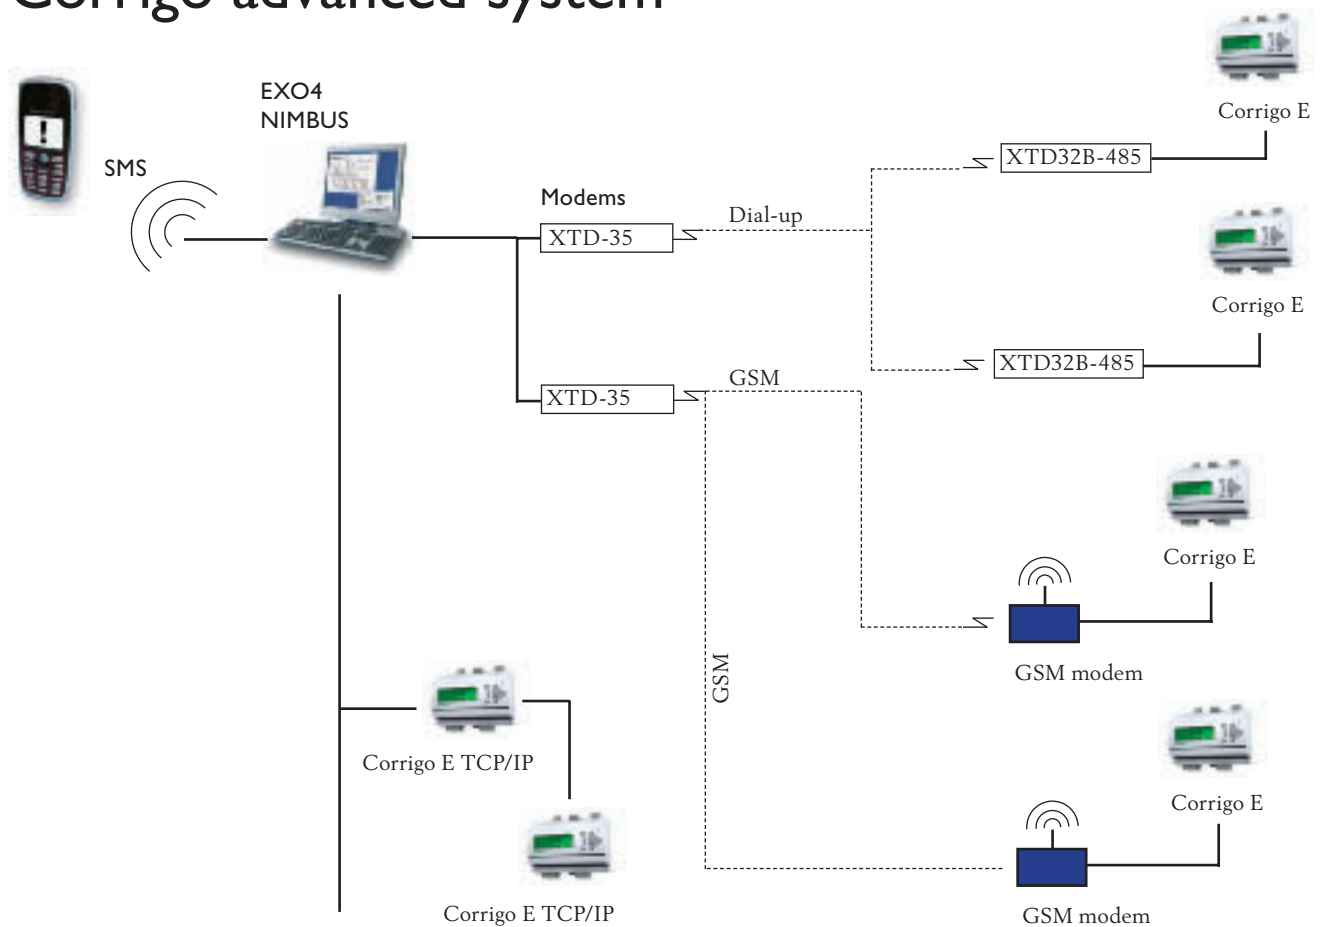 Corrigo advanced system
EXO4
NIMBUS
SMS
!
Modems
XTD-35
Dial-up
XTD32B-485
Corrigo E
Corrigo E
XTD32B-485
XTD-35
GSM
Corrigo E
GSM modem
GSM
Corrigo E TCP/IP
Corrigo E
GSM modem
Corrigo E TCP/IP